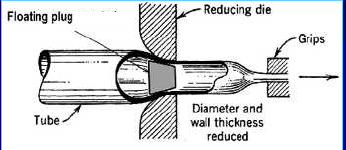 Reducing die
Floating plug
Grips
Tube
Diameter and
wall thickness
reduced